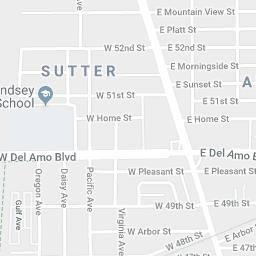 E Mountain View St
E Platt St
W 52nd St
SUTTER
E Morningside St
ndsey
School
E Sunset St
A
W 51st St
E 51st St
W Home St
E Home St
W Del Amo Blvd
E Del Amo B
W Pleasant St
E Pleasant St
Oregon Ave
Daisy Ave
Pacific Ave
Gulf Ave
Virginia Ave
W 49th St
E 49th St
W Arbor St
E Arbor
W 48th St
E 47th St